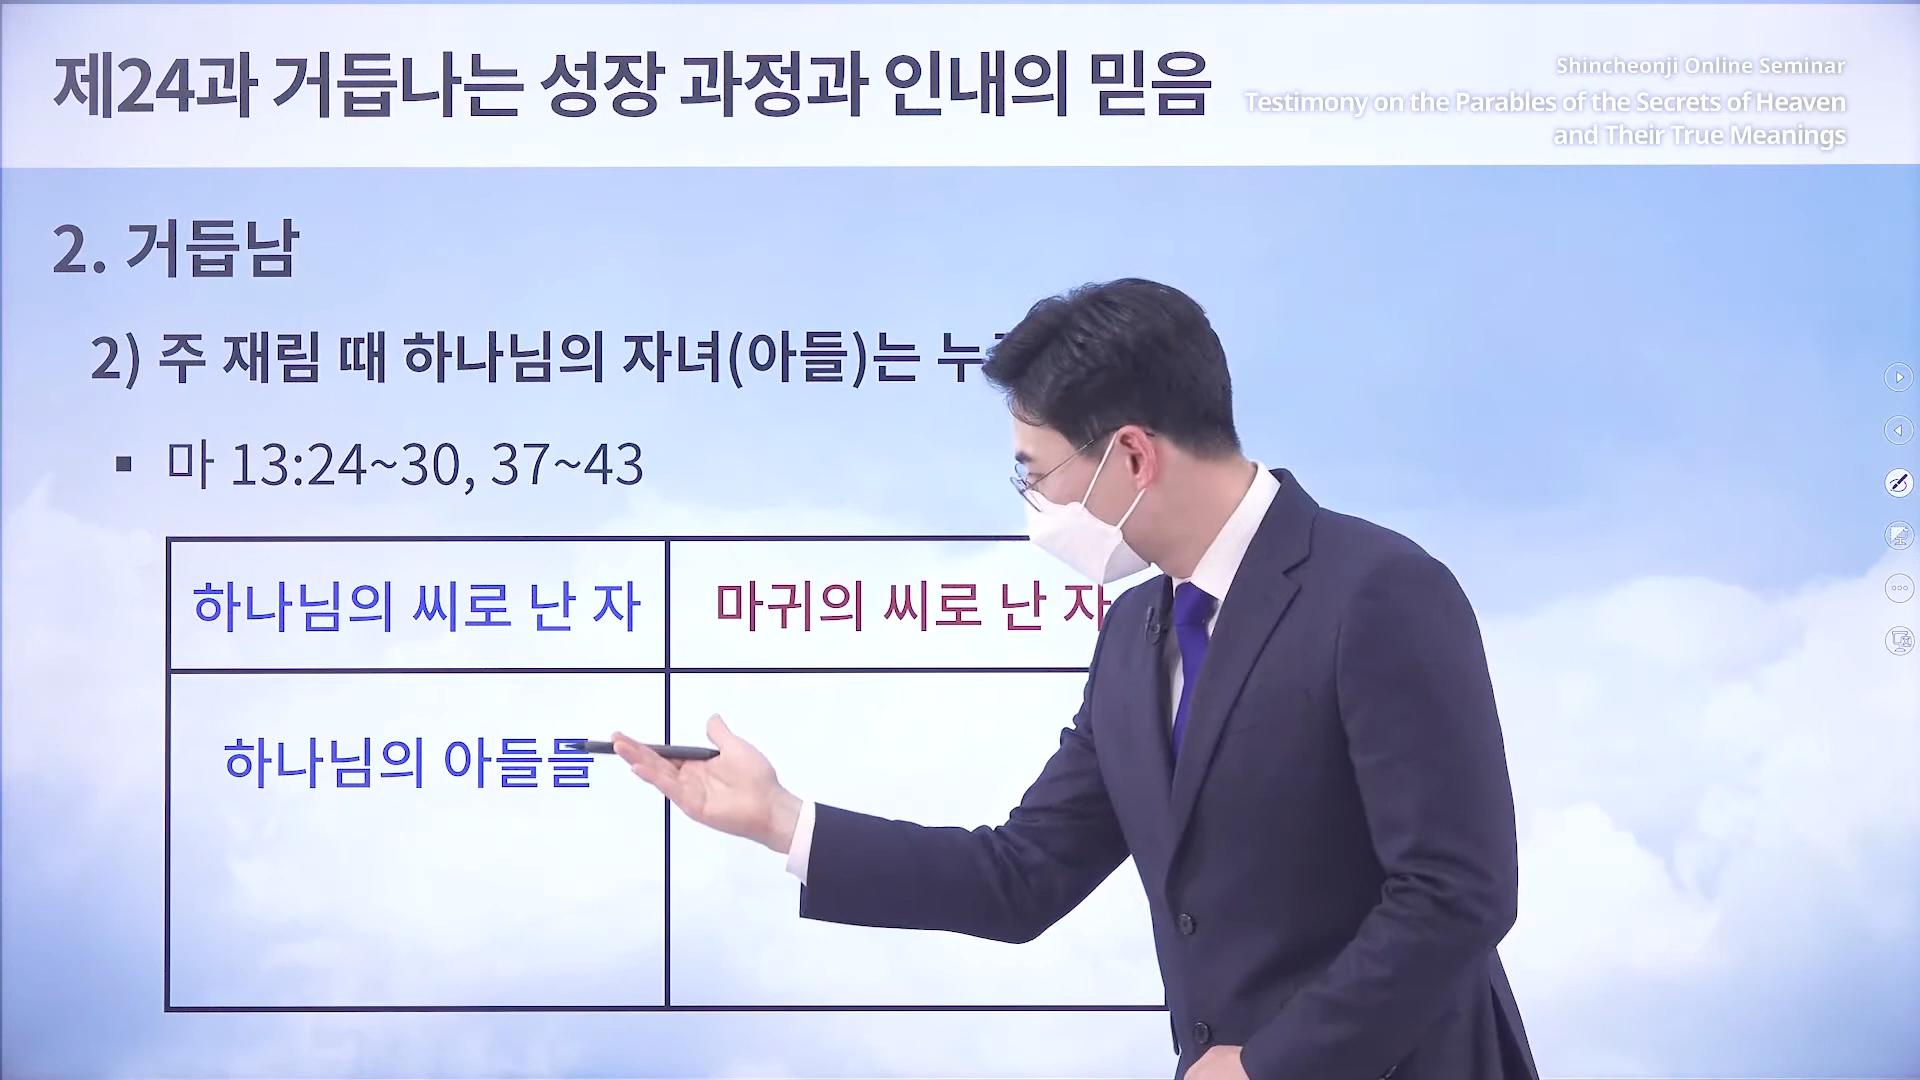 제24과 거듭나는 성장 과정과 인내의 믿음
Shincheonji Online Seminar
Testimony on the Parables of the Secrets of Heaven
and Their True Meanings
2. 거듭남
2) 주 재림 때 하나님의 자녀(아들)는
▪ 마 13:24~30, 37~43
하나님의 씨로 난 자
마귀의 씨로 난 자
하나님의 아들들